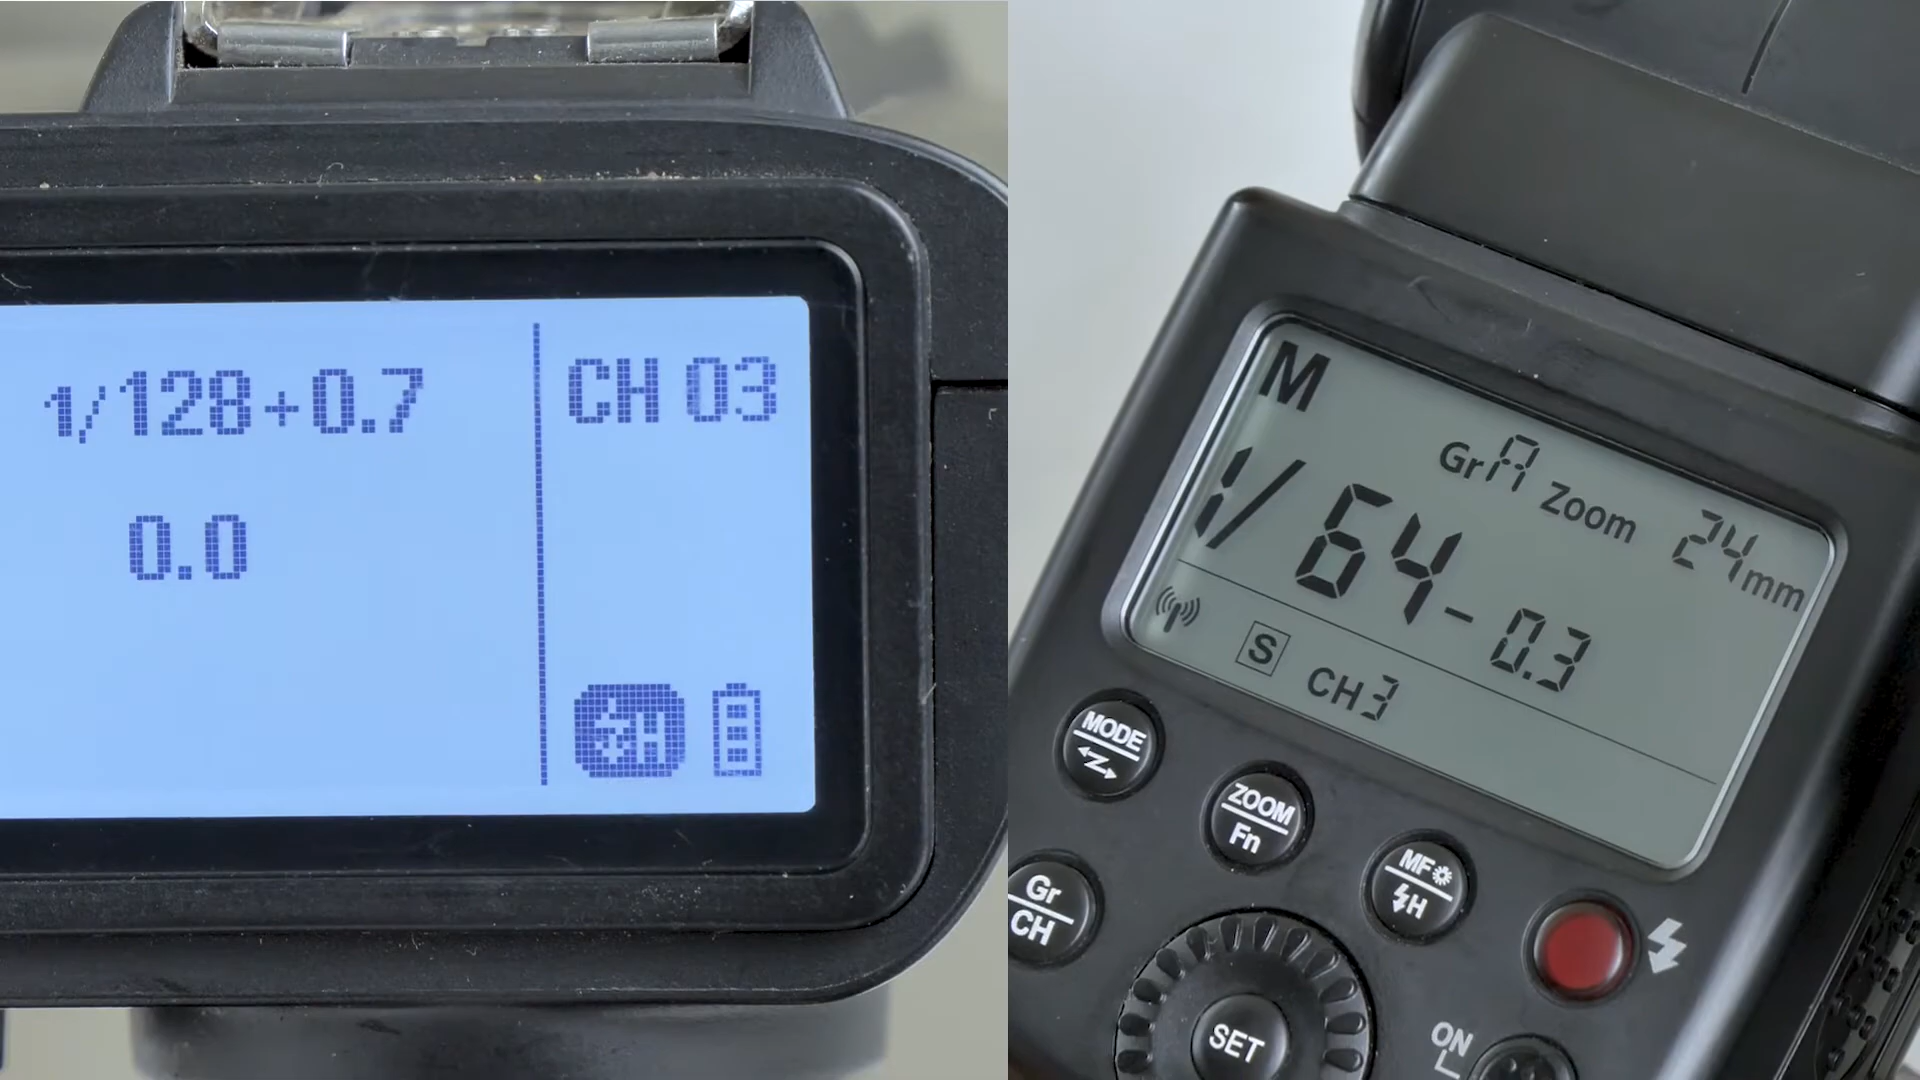 1/128+0.7
CH 03
0.0
H
M
Gr A
Zoom 24mm
1/64-0.3
S
CH3
MODE
ZOOM
Fn
MF
H
Gr
CH
SET
ON